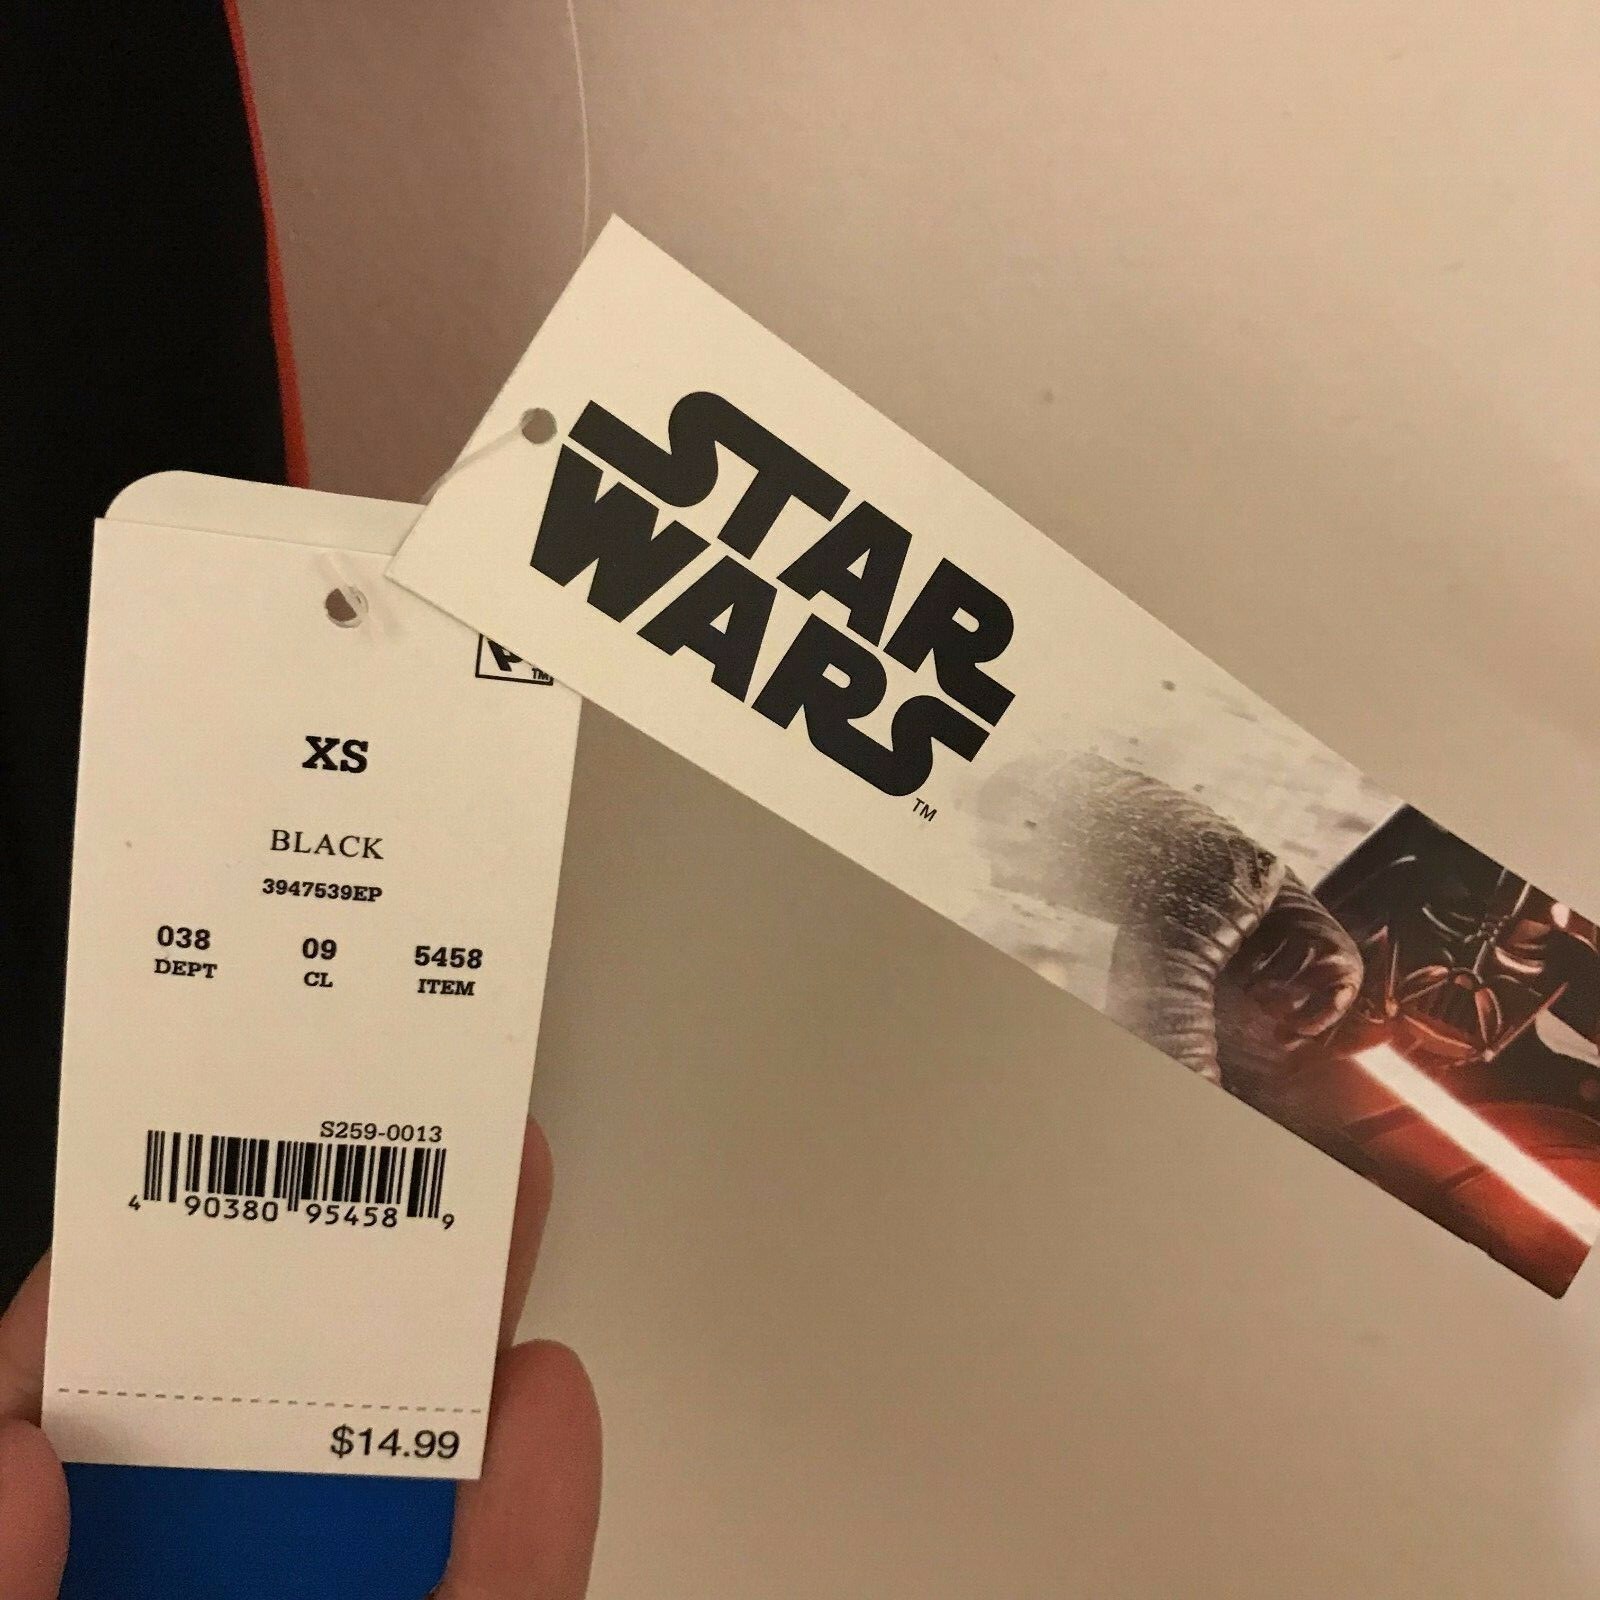 STAR
WARS
TM
P TM
XS
BLACK
3947539EP
038 09 5458
DEPT CL ITEM
S259-0013
4 90380 95458 9
$14.99